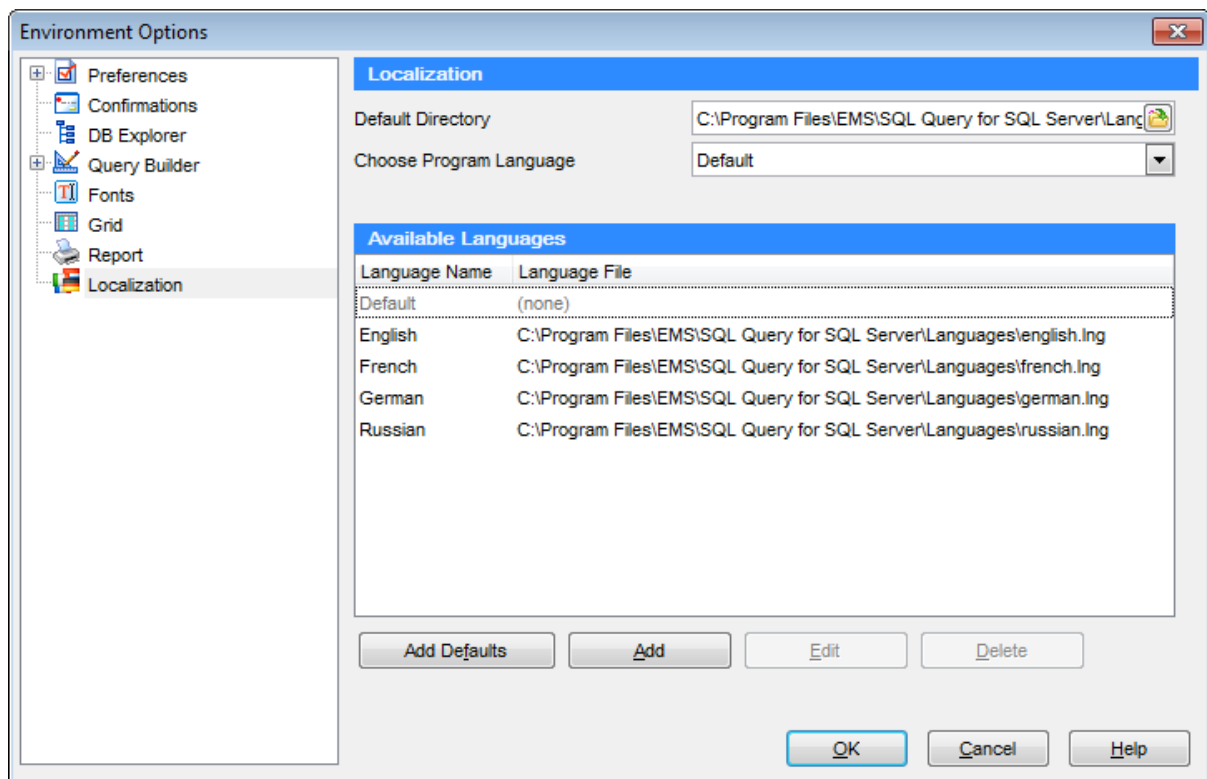 Environment Options
Preferences
Confirmations
DB Explorer
Query Builder
Fonts
Grid
Report
Localization
Localization
Default Directory C:\Program Files\EMS\SQL Query for SQL Server\Lang
Choose Program Language Default
Available Languages
Language Name Language File
Default (none)
English C:\Program Files\EMS\SQL Query for SQL Server\Languages\english.lng
French C:\Program Files\EMS\SQL Query for SQL Server\Languages\french.lng
German C:\Program Files\EMS\SQL Query for SQL Server\Languages\german.lng
Russian C:\Program Files\EMS\SQL Query for SQL Server\Languages\russian.lng
Add Defaults Add Edit Delete
OK Cancel Help